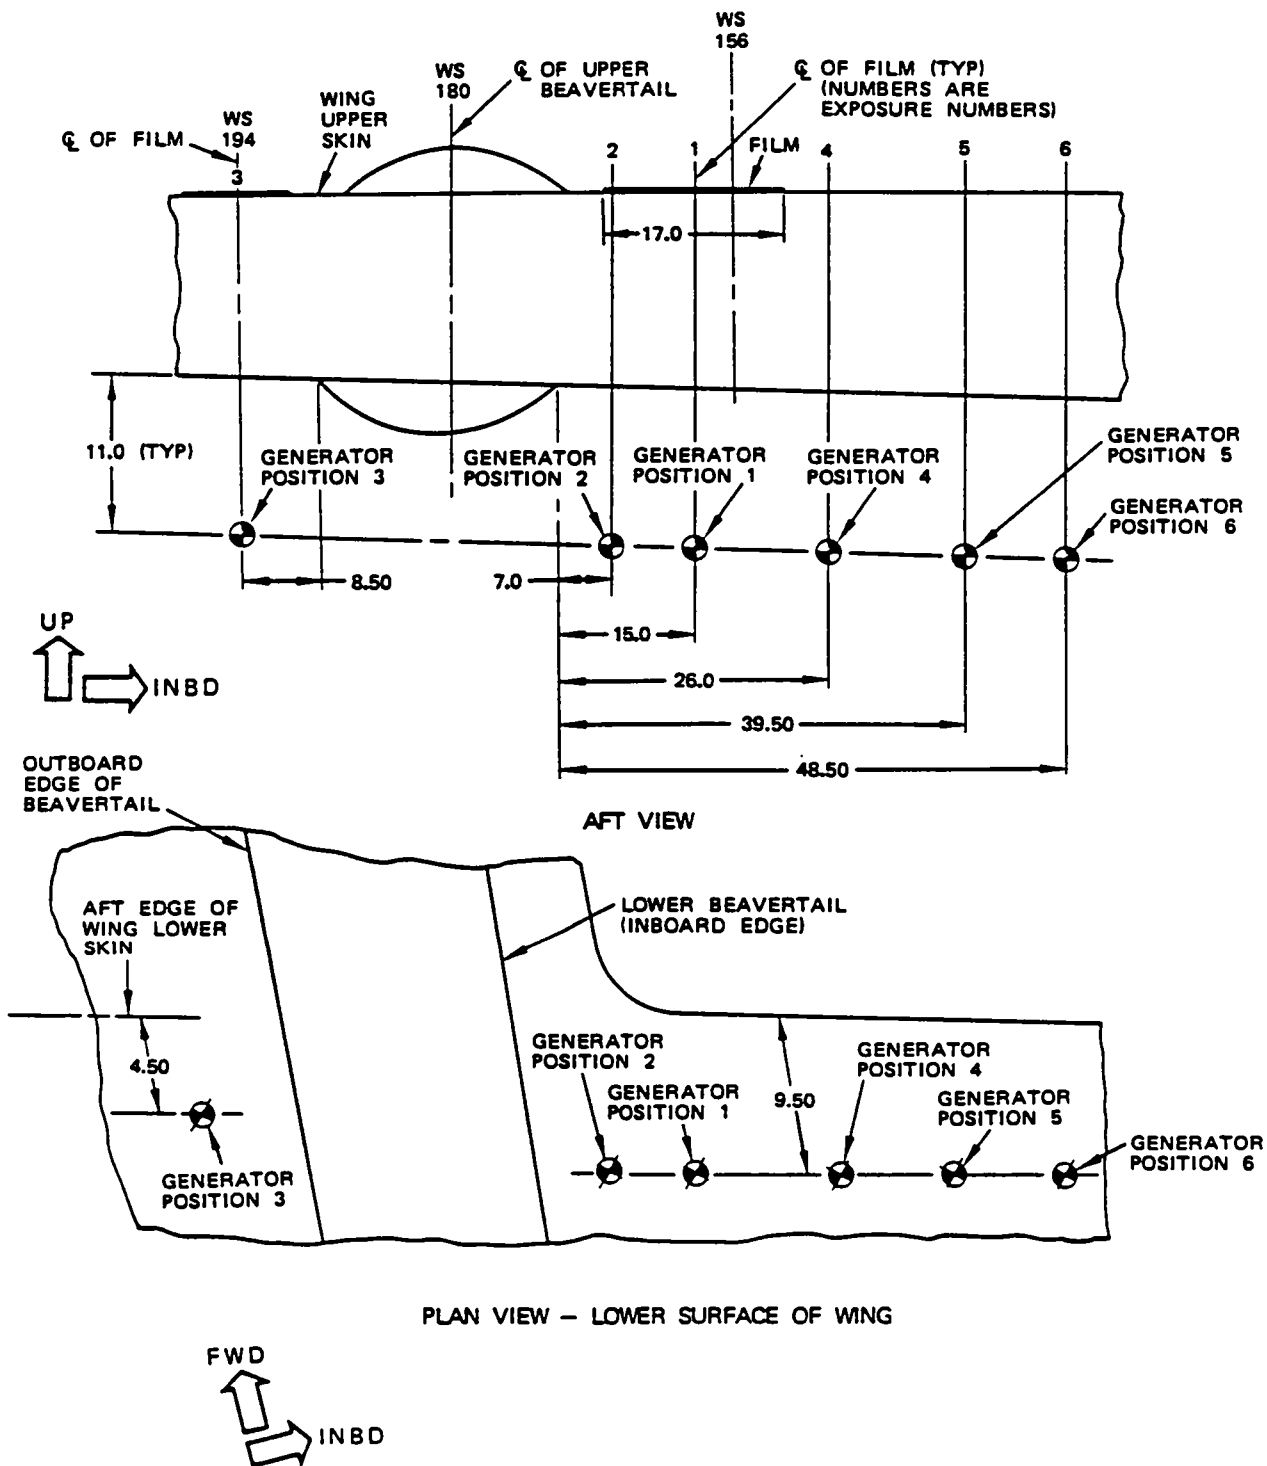 WS
156
WS
180
℄ OF UPPER
BEAVERTAIL
℄ OF FILM (TYP)
(NUMBERS ARE
EXPOSURE NUMBERS)
WING
UPPER
SKIN
℄ OF FILM
WS
194
3
2
1
FILM
4
5
6
17.0
11.0 (TYP)
GENERATOR
POSITION 3
GENERATOR
POSITION 2
GENERATOR
POSITION 1
GENERATOR
POSITION 4
GENERATOR
POSITION 5
GENERATOR
POSITION 6
8.50
7.0
15.0
26.0
39.50
48.50
UP
INBD
AFT VIEW
OUTBOARD
EDGE OF
BEAVERTAIL
AFT EDGE OF
WING LOWER
SKIN
LOWER BEAVERTAIL
(INBOARD EDGE)
4.50
GENERATOR
POSITION 3
GENERATOR
POSITION 2
GENERATOR
POSITION 1
9.50
GENERATOR
POSITION 4
GENERATOR
POSITION 5
GENERATOR
POSITION 6
PLAN VIEW – LOWER SURFACE OF WING
FWD
INBD